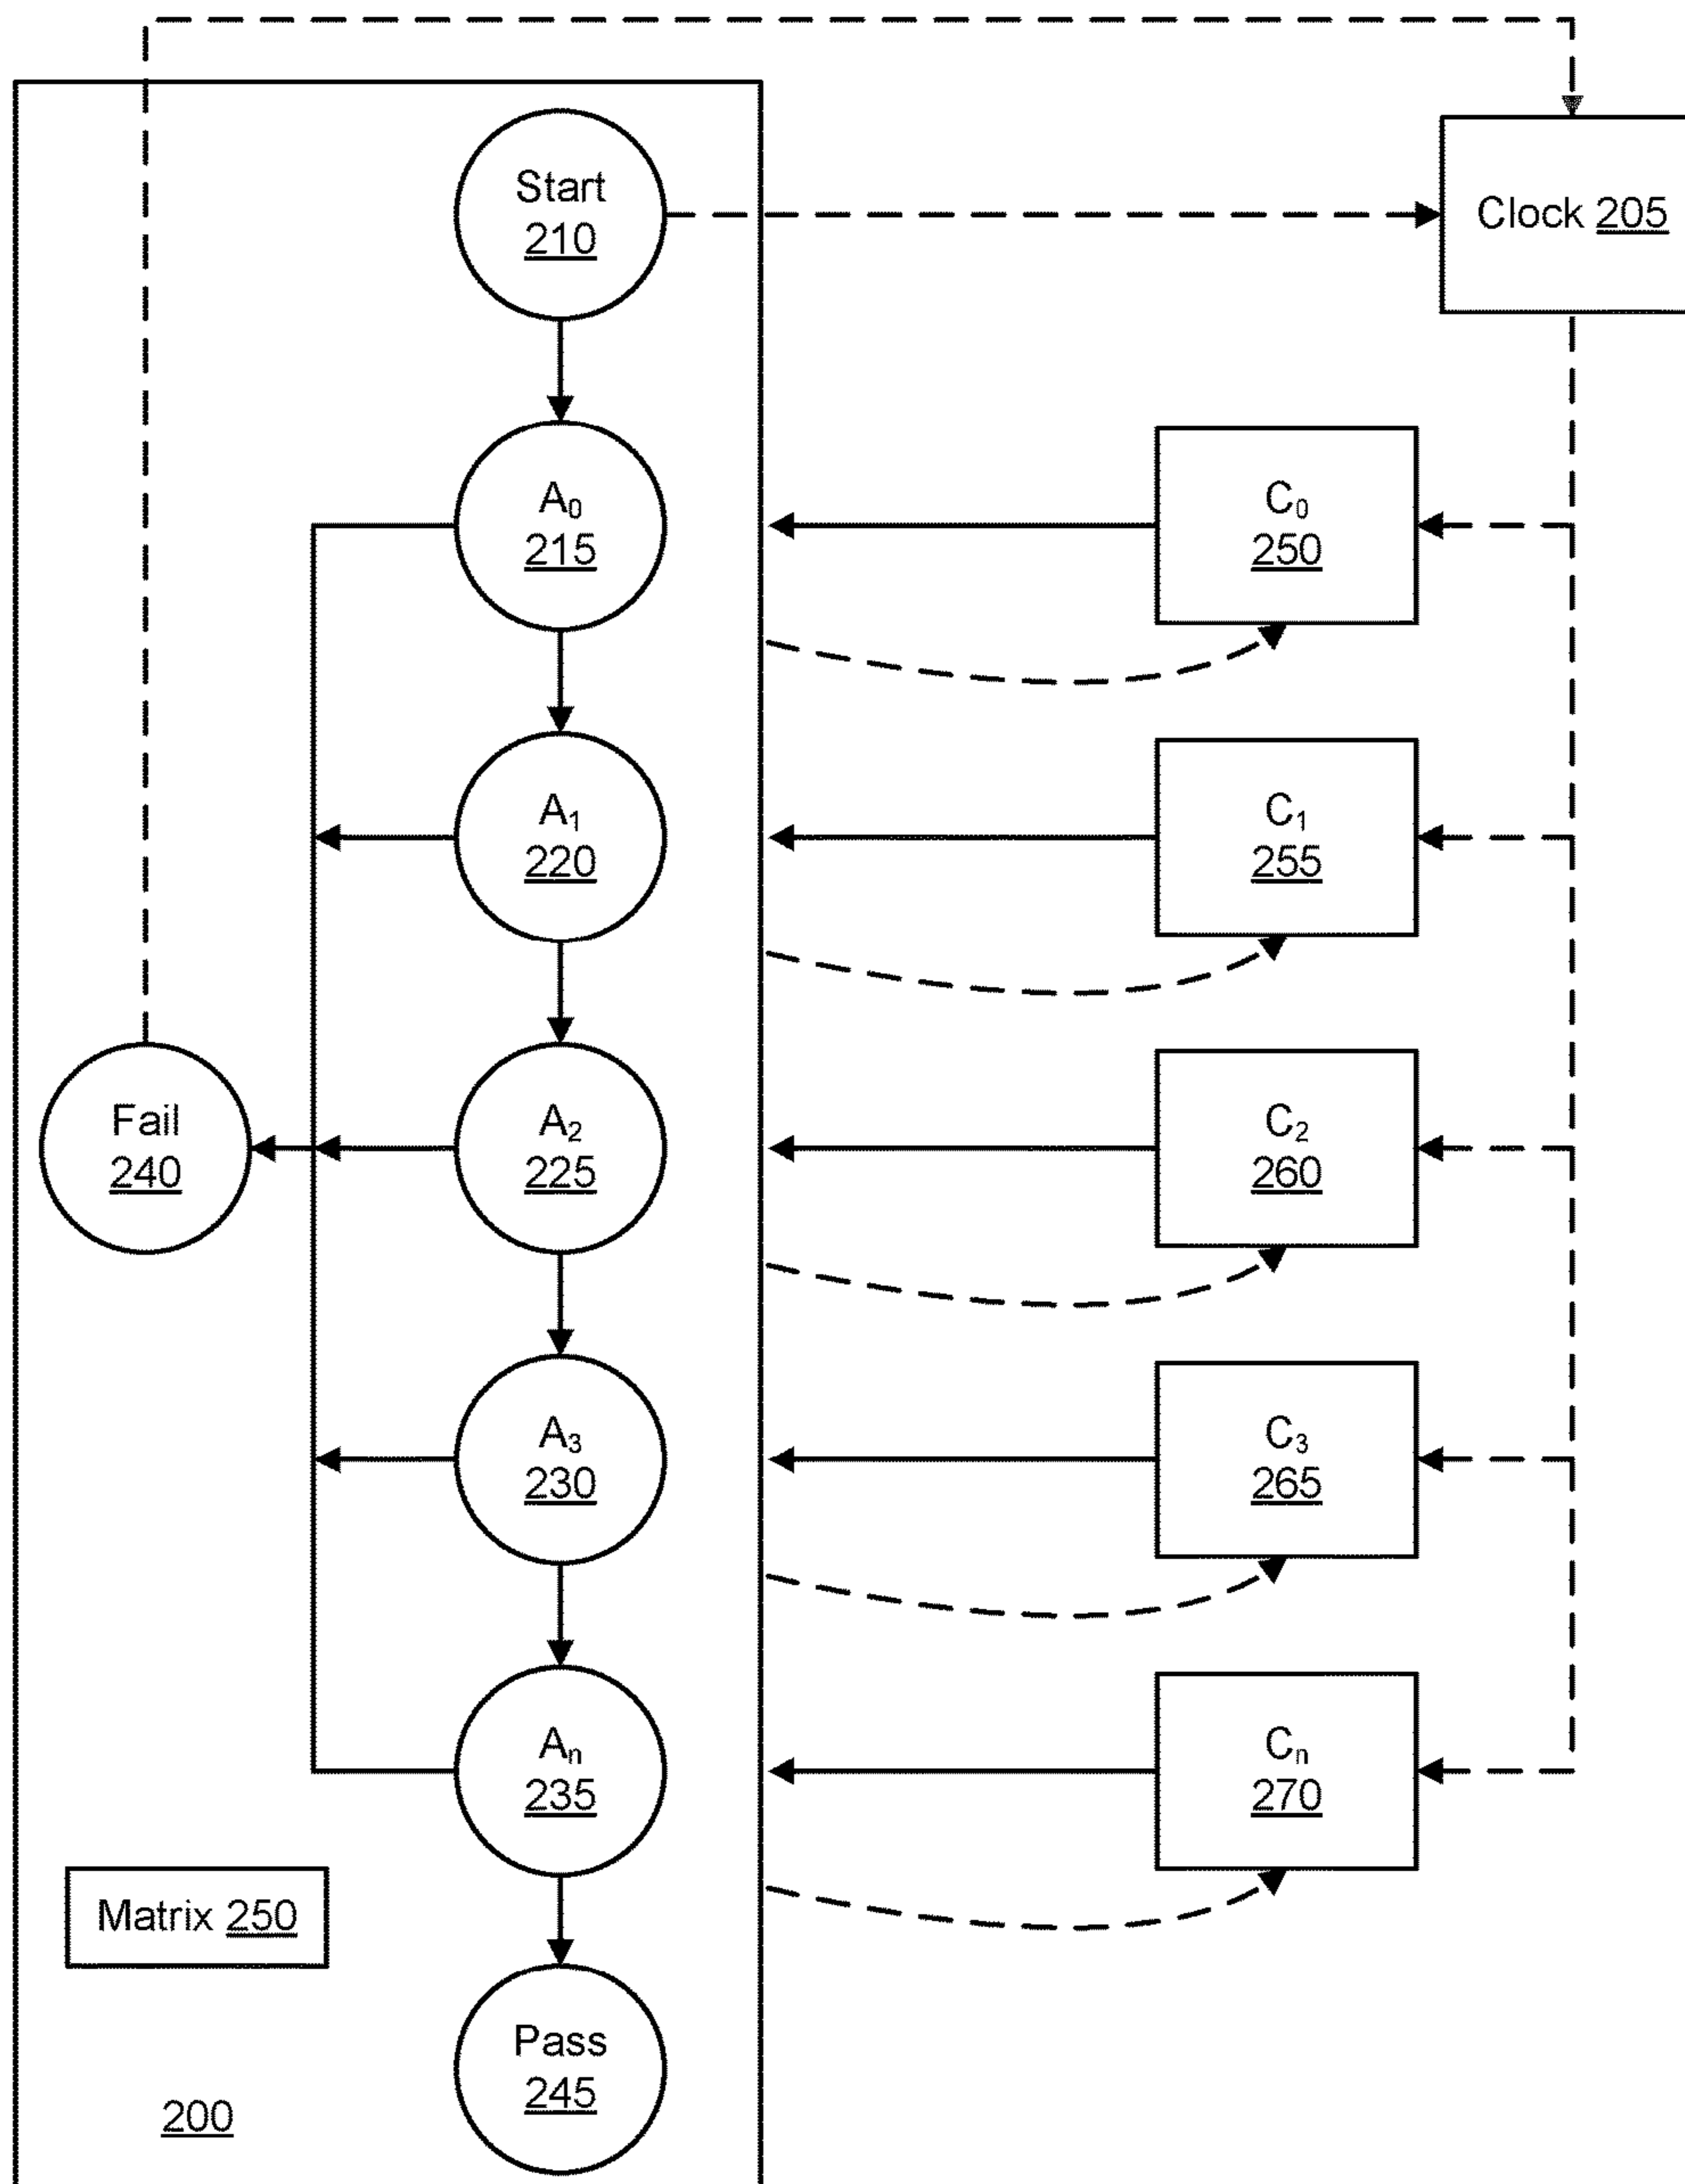 Start
210
Clock 205
A₀
215
C₀
250
A₁
220
C₁
255
Fail
240
A₂
225
C₂
260
A₃
230
C₃
265
Aₙ
235
Cₙ
270
Matrix 250
Pass
245
200